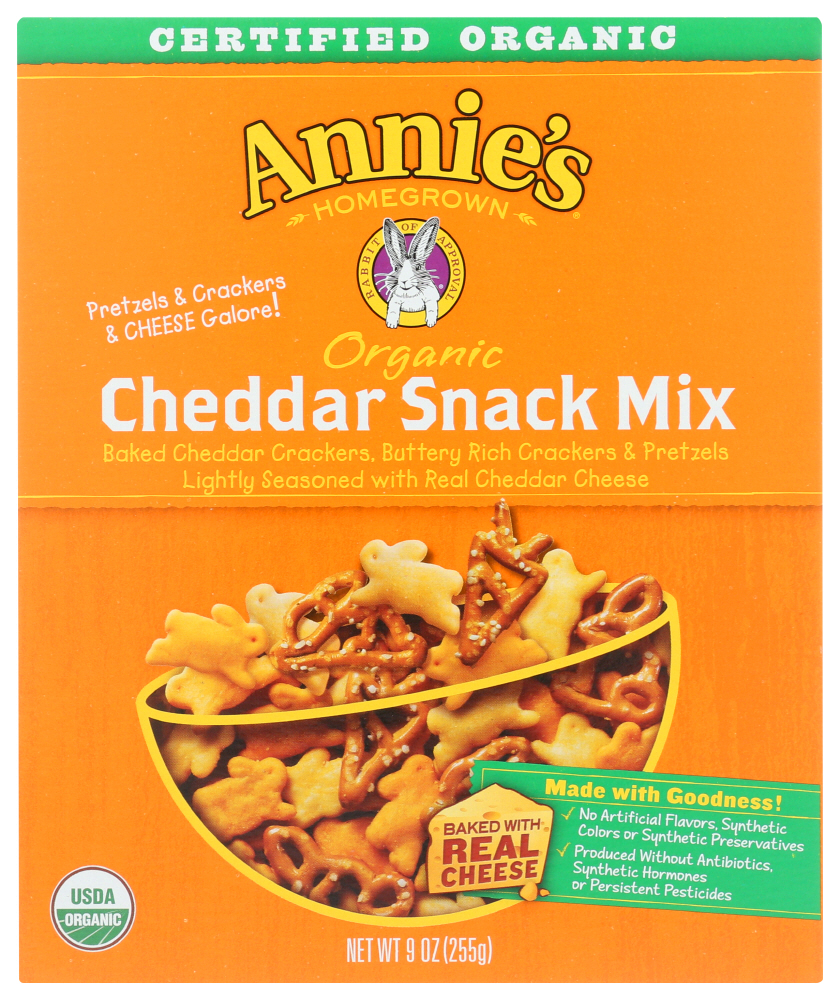 CERTIFIED ORGANIC
Annie's®
HOMEGROWN
RABBIT OF APPROVAL
Pretzels & Crackers
& CHEESE Galore!
Organic
Cheddar Snack Mix
Baked Cheddar Crackers, Buttery Rich Crackers & Pretzels
Lightly Seasoned with Real Cheddar Cheese
Made with Goodness!
✓ No Artificial Flavors, Synthetic
Colors or Synthetic Preservatives
✓ Produced Without Antibiotics,
Synthetic Hormones
or Persistent Pesticides
BAKED WITH
REAL
CHEESE
USDA
ORGANIC
NET WT 9 OZ (255g)